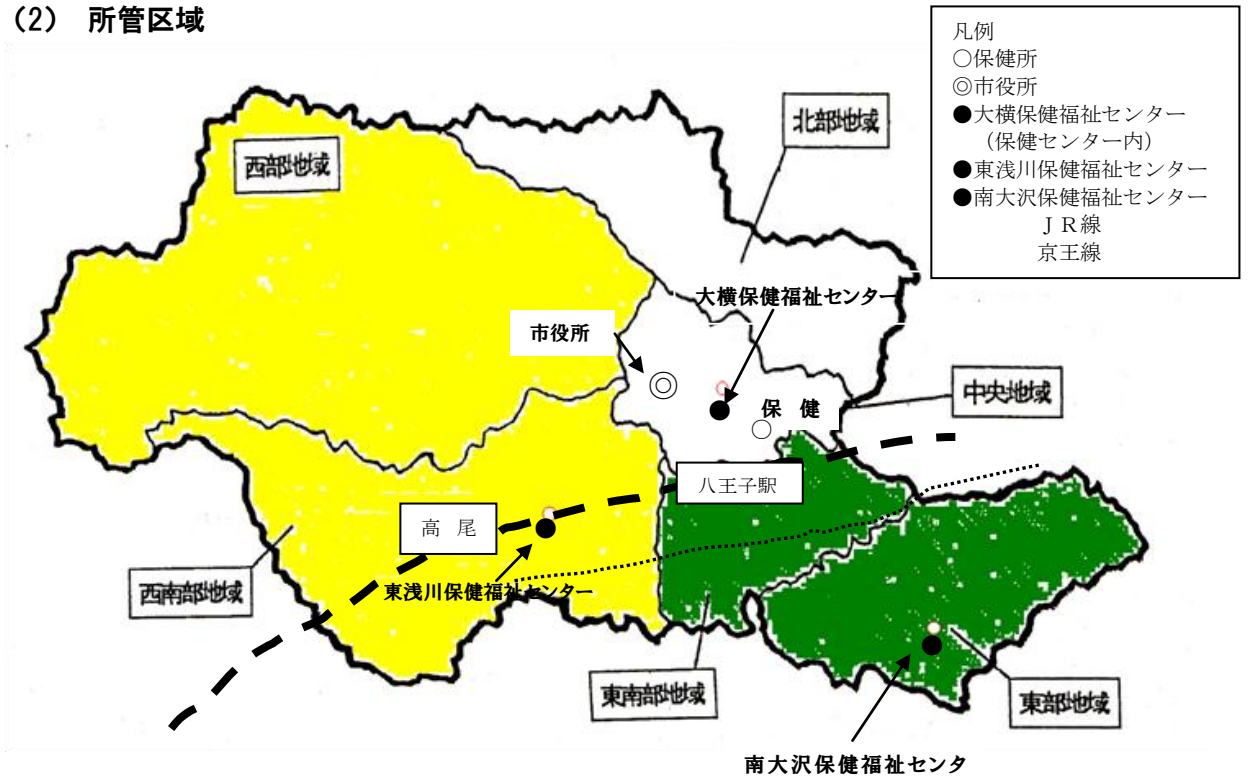 (2) 所管区域
凡例
○保健所
◎市役所
●大横保健福祉センター
(保健センター内)
●東浅川保健福祉センター
●南大沢保健福祉センター
JR線
京王線
北部地域
西部地域
大横保健福祉センター
市役所
中央地域
保 健
八王子駅
高 尾
西南部地域
東浅川保健福祉センター
東南部地域
東部地域
南大沢保健福祉センタ